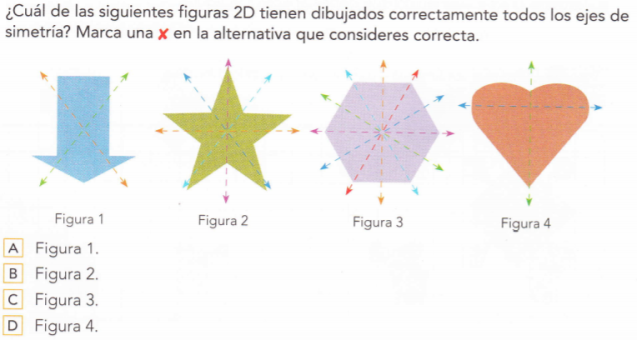 ¿Cuál de las siguientes figuras 2D tienen dibujados correctamente todos los ejes de
simetría? Marca una ✗ en la alternativa que consideres correcta.
Figura 1
Figura 2
Figura 3
Figura 4
A Figura 1.
B Figura 2.
C Figura 3.
D Figura 4.